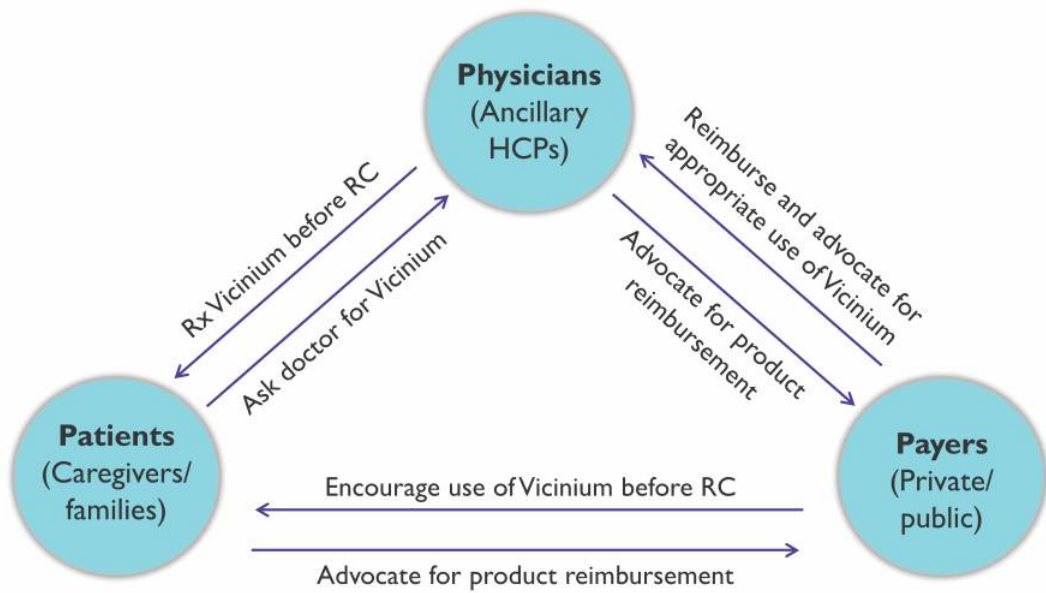 Physicians
(Ancillary
HCPs)
Rx Vicinium before RC
Ask doctor for Vicinium
Reimburse and advocate for
appropriate use of Vicinium
Advocate for product
reimbursement
Patients
(Caregivers/
families)
Payers
(Private/
public)
Encourage use of Vicinium before RC
Advocate for product reimbursement